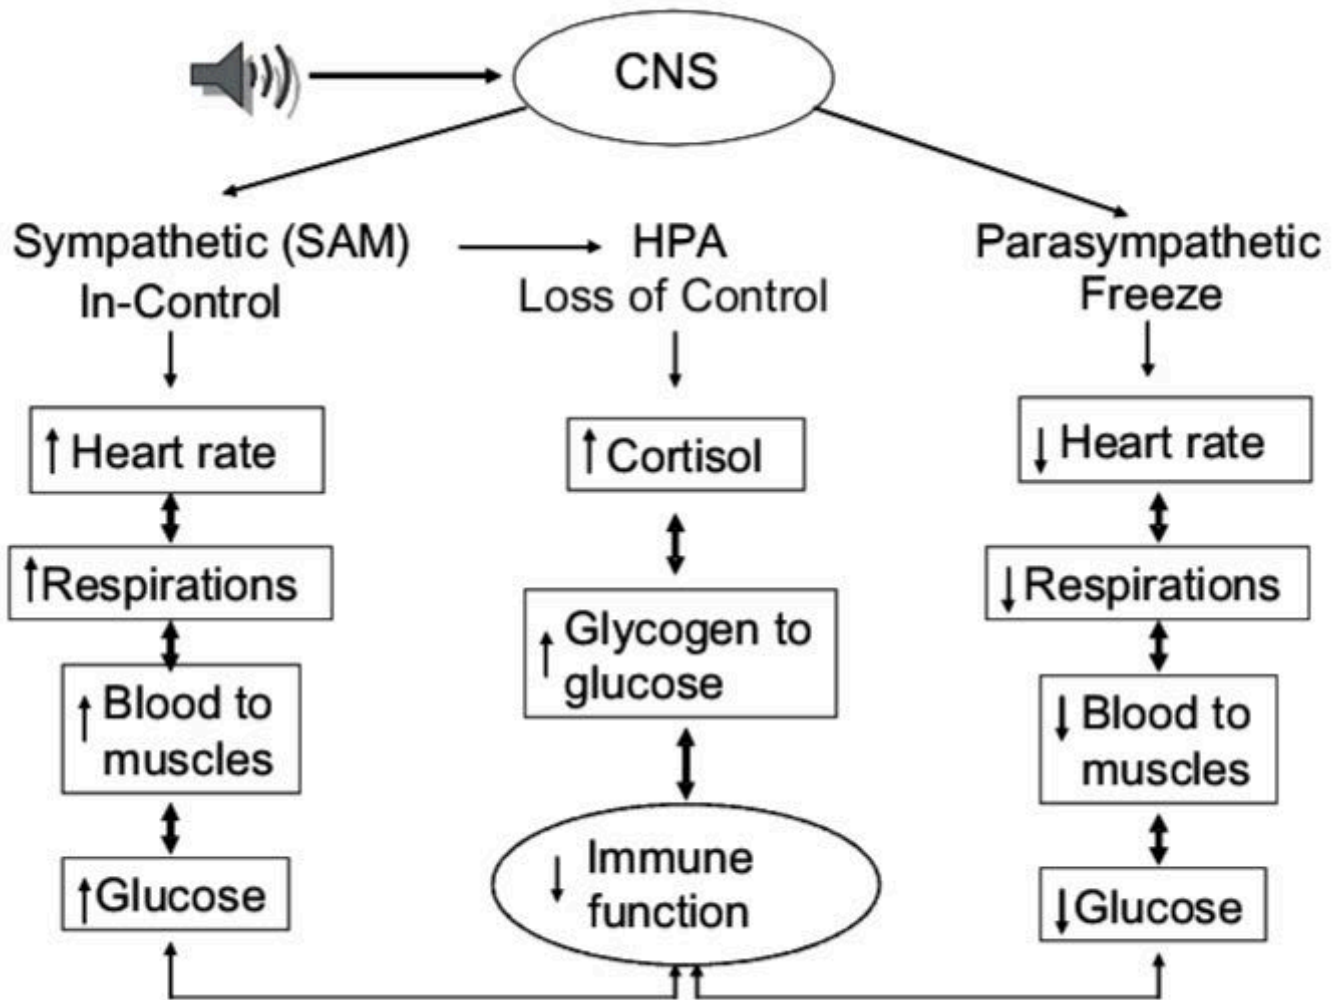 CNS
Sympathetic (SAM)
In-Control
HPA
Loss of Control
Parasympathetic
Freeze
↑ Heart rate
↑ Respirations
↑ Blood to
muscles
↑ Glucose
↑ Cortisol
↑ Glycogen to
glucose
↓ Immune
function
↓ Heart rate
↓ Respirations
↓ Blood to
muscles
↓ Glucose